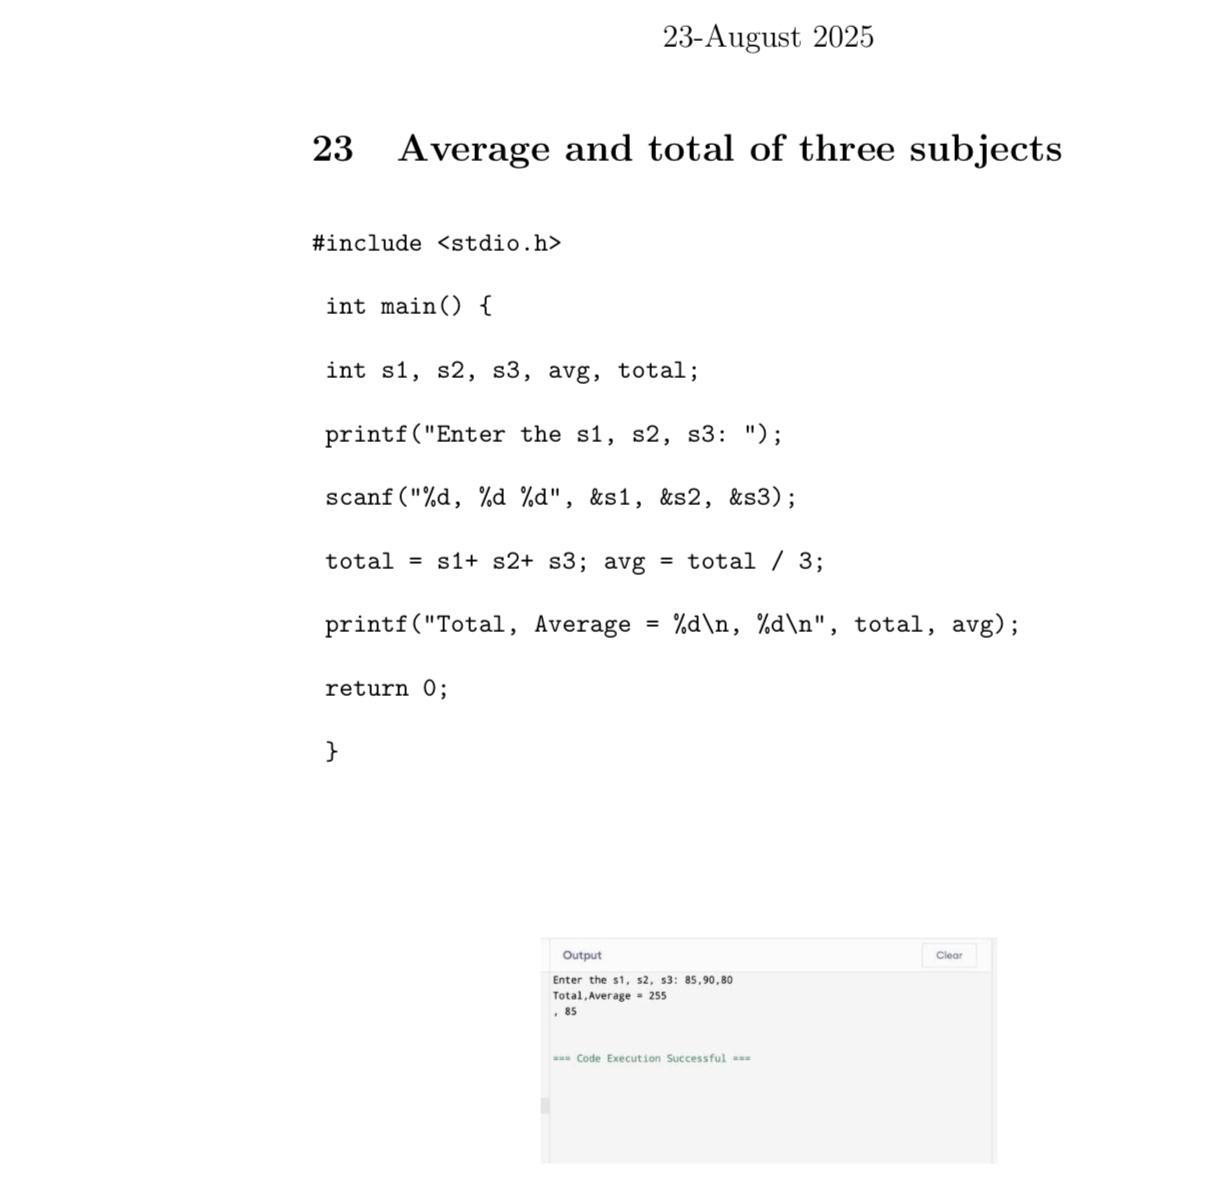 23-August 2025
23 Average and total of three subjects
#include <stdio.h>
int main() {
int s1, s2, s3, avg, total;
printf("Enter the s1, s2, s3: ");
scanf("%d, %d %d", &s1, &s2, &s3);
total = s1+ s2+ s3; avg = total / 3;
printf("Total, Average = %d\n, %d\n", total, avg);
return 0;
}
Output Clear
Enter the s1, s2, s3: 85,90,80
Total,Average = 255
, 85
=== Code Execution Successful ===